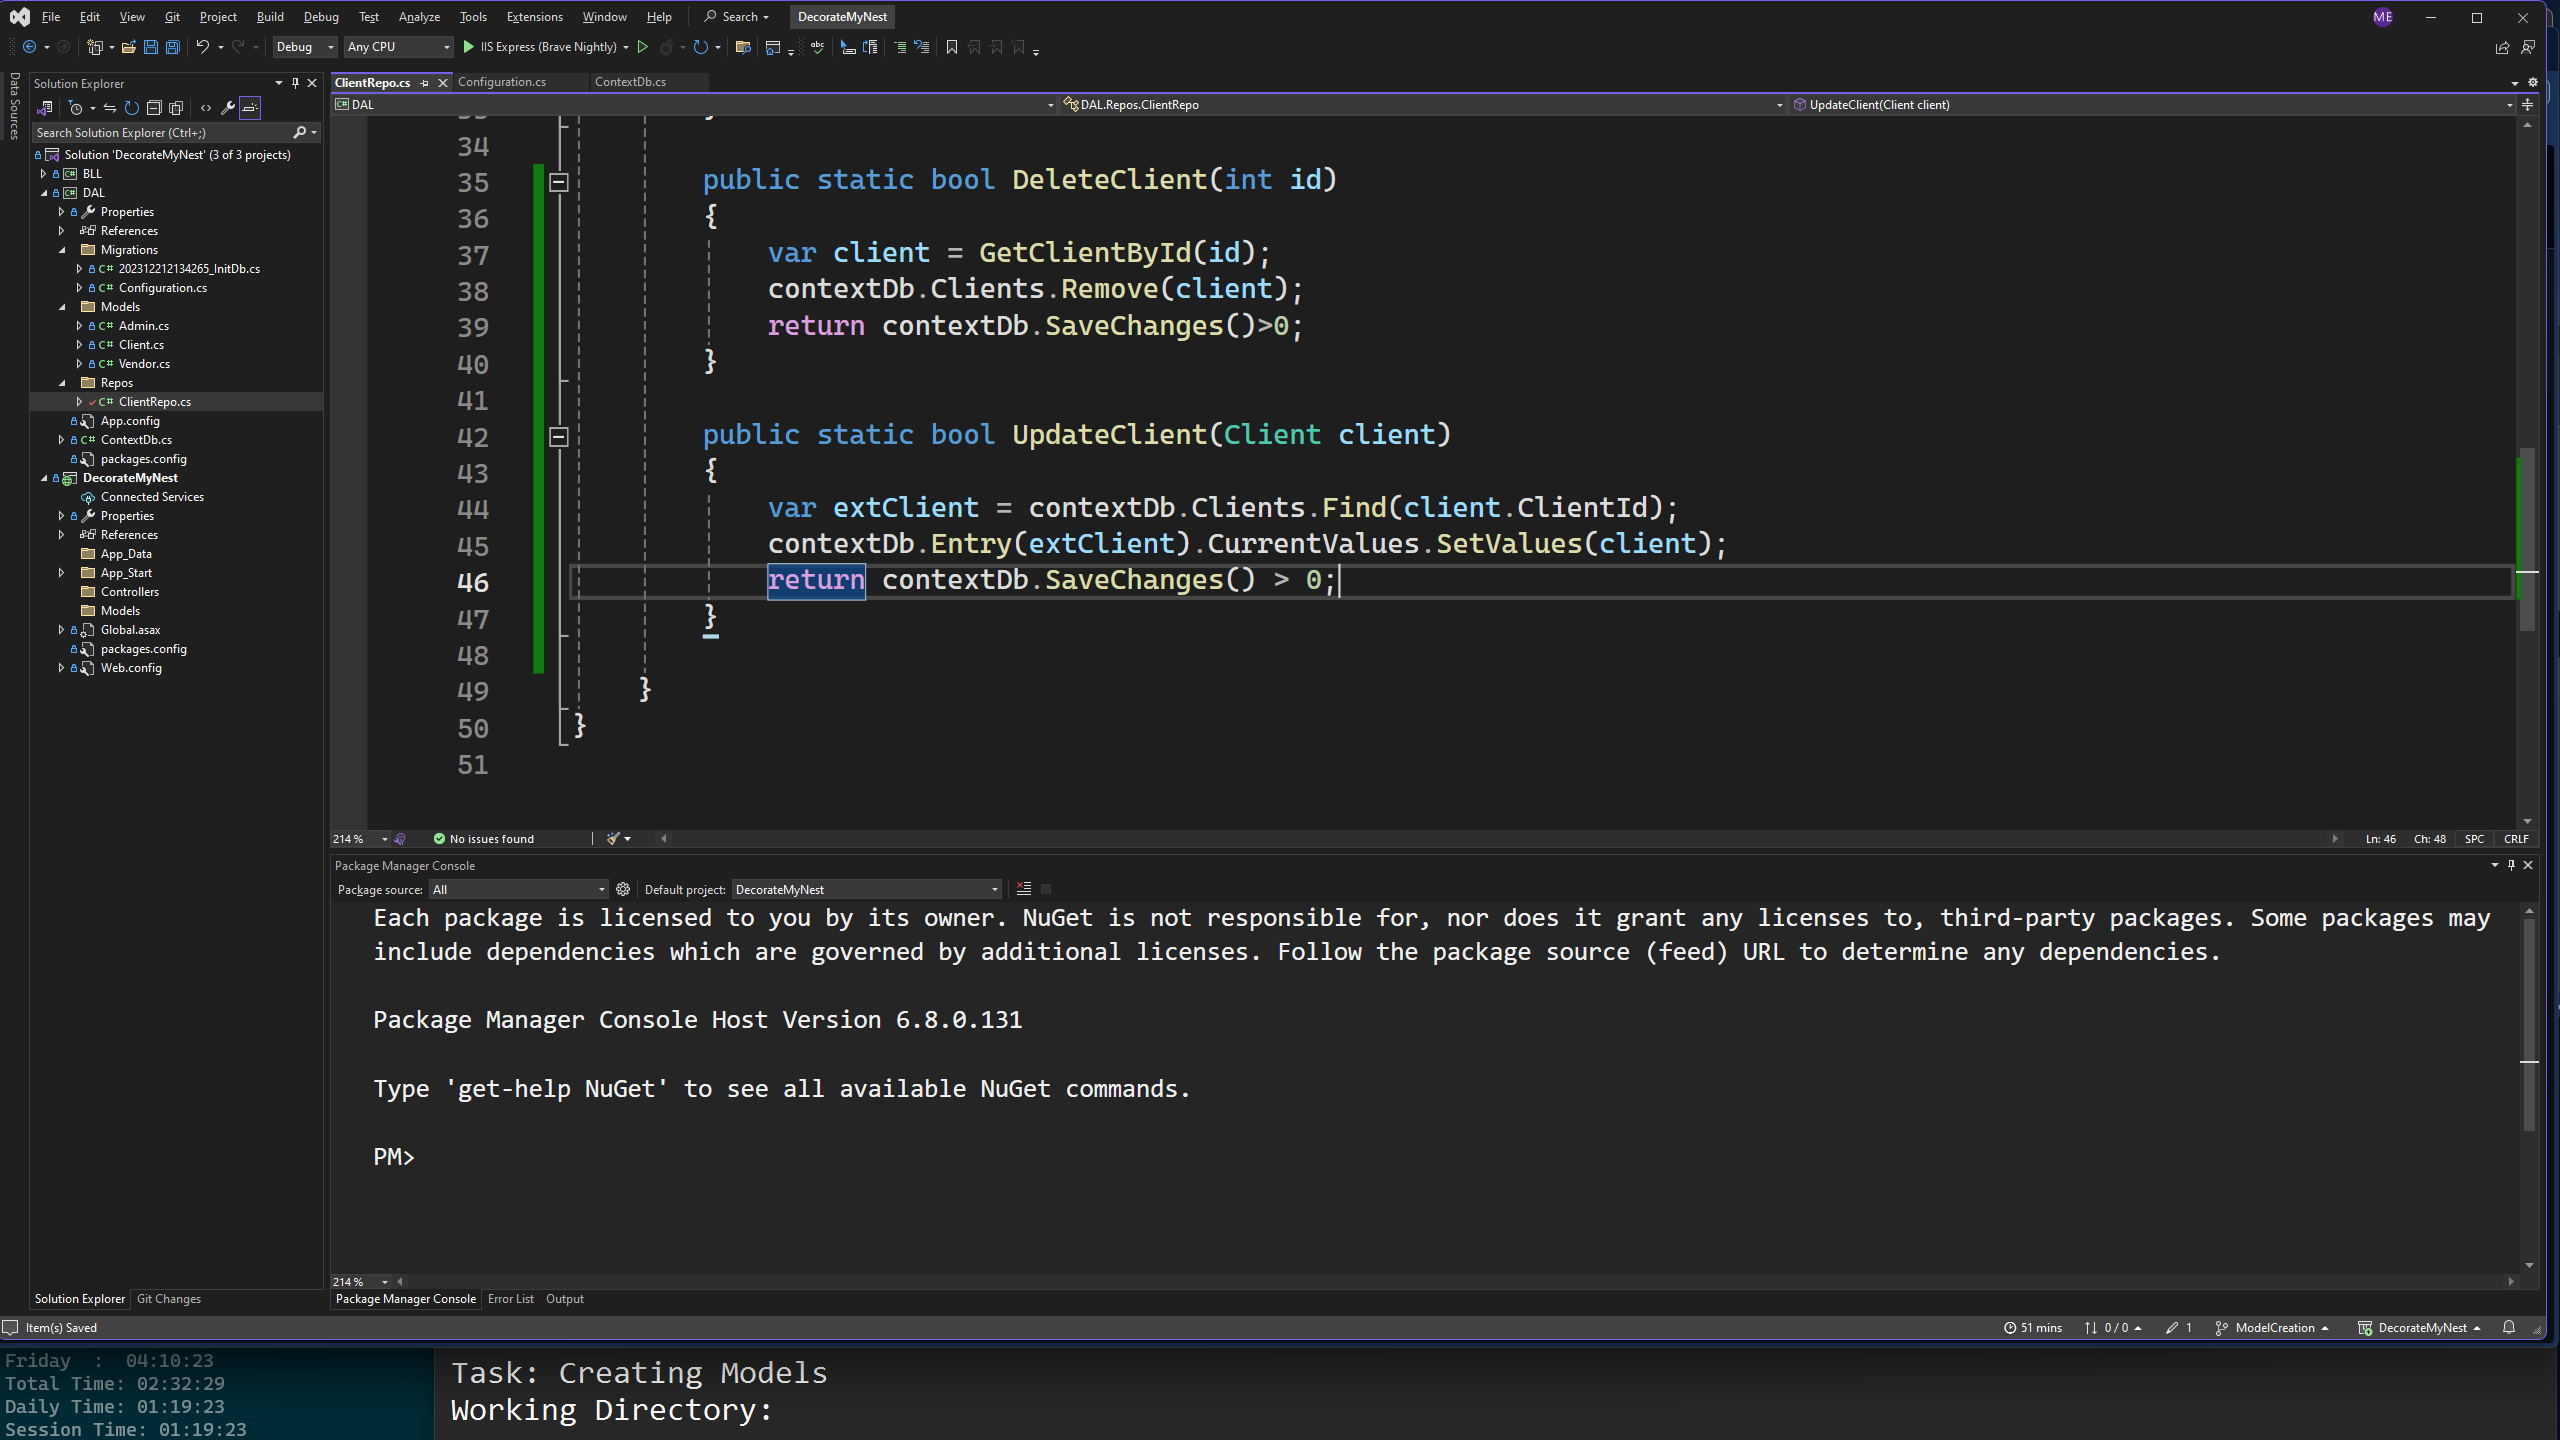 File Edit View Git Project Build Debug Test Analyze Tools Extensions Window Help Search DecorateMyNest ME
Debug Any CPU IIS Express (Brave Nightly)
Data Sources
Solution Explorer
Search Solution Explorer (Ctrl+;)
Solution 'DecorateMyNest' (3 of 3 projects)
BLL
DAL
Properties
References
Migrations
202312212134265_InitDb.cs
Configuration.cs
Models
Admin.cs
Client.cs
Vendor.cs
Repos
ClientRepo.cs
App.config
ContextDb.cs
packages.config
DecorateMyNest
Connected Services
Properties
References
App_Data
App_Start
Controllers
Models
Global.asax
packages.config
Web.config
Solution Explorer Git Changes
ClientRepo.cs Configuration.cs ContextDb.cs
DAL DAL.Repos.ClientRepo UpdateClient(Client client)
34
35 public static bool DeleteClient(int id)
36 {
37 var client = GetClientById(id);
38 contextDb.Clients.Remove(client);
39 return contextDb.SaveChanges()>0;
40 }
41
42 public static bool UpdateClient(Client client)
43 {
44 var extClient = contextDb.Clients.Find(client.ClientId);
45 contextDb.Entry(extClient).CurrentValues.SetValues(client);
46 return contextDb.SaveChanges() > 0;
47 }
48
49 }
50 }
51
214 % No issues found Ln: 46 Ch: 48 SPC CRLF
Package Manager Console
Package source: All Default project: DecorateMyNest
Each package is licensed to you by its owner. NuGet is not responsible for, nor does it grant any licenses to, third-party packages. Some packages may
include dependencies which are governed by additional licenses. Follow the package source (feed) URL to determine any dependencies.
Package Manager Console Host Version 6.8.0.131
Type 'get-help NuGet' to see all available NuGet commands.
PM>
214 %
Package Manager Console Error List Output
Item(s) Saved 51 mins 0 / 0 1 ModelCreation DecorateMyNest
Friday : 04:10:23
Total Time: 02:32:29
Daily Time: 01:19:23
Session Time: 01:19:23
Task: Creating Models
Working Directory: